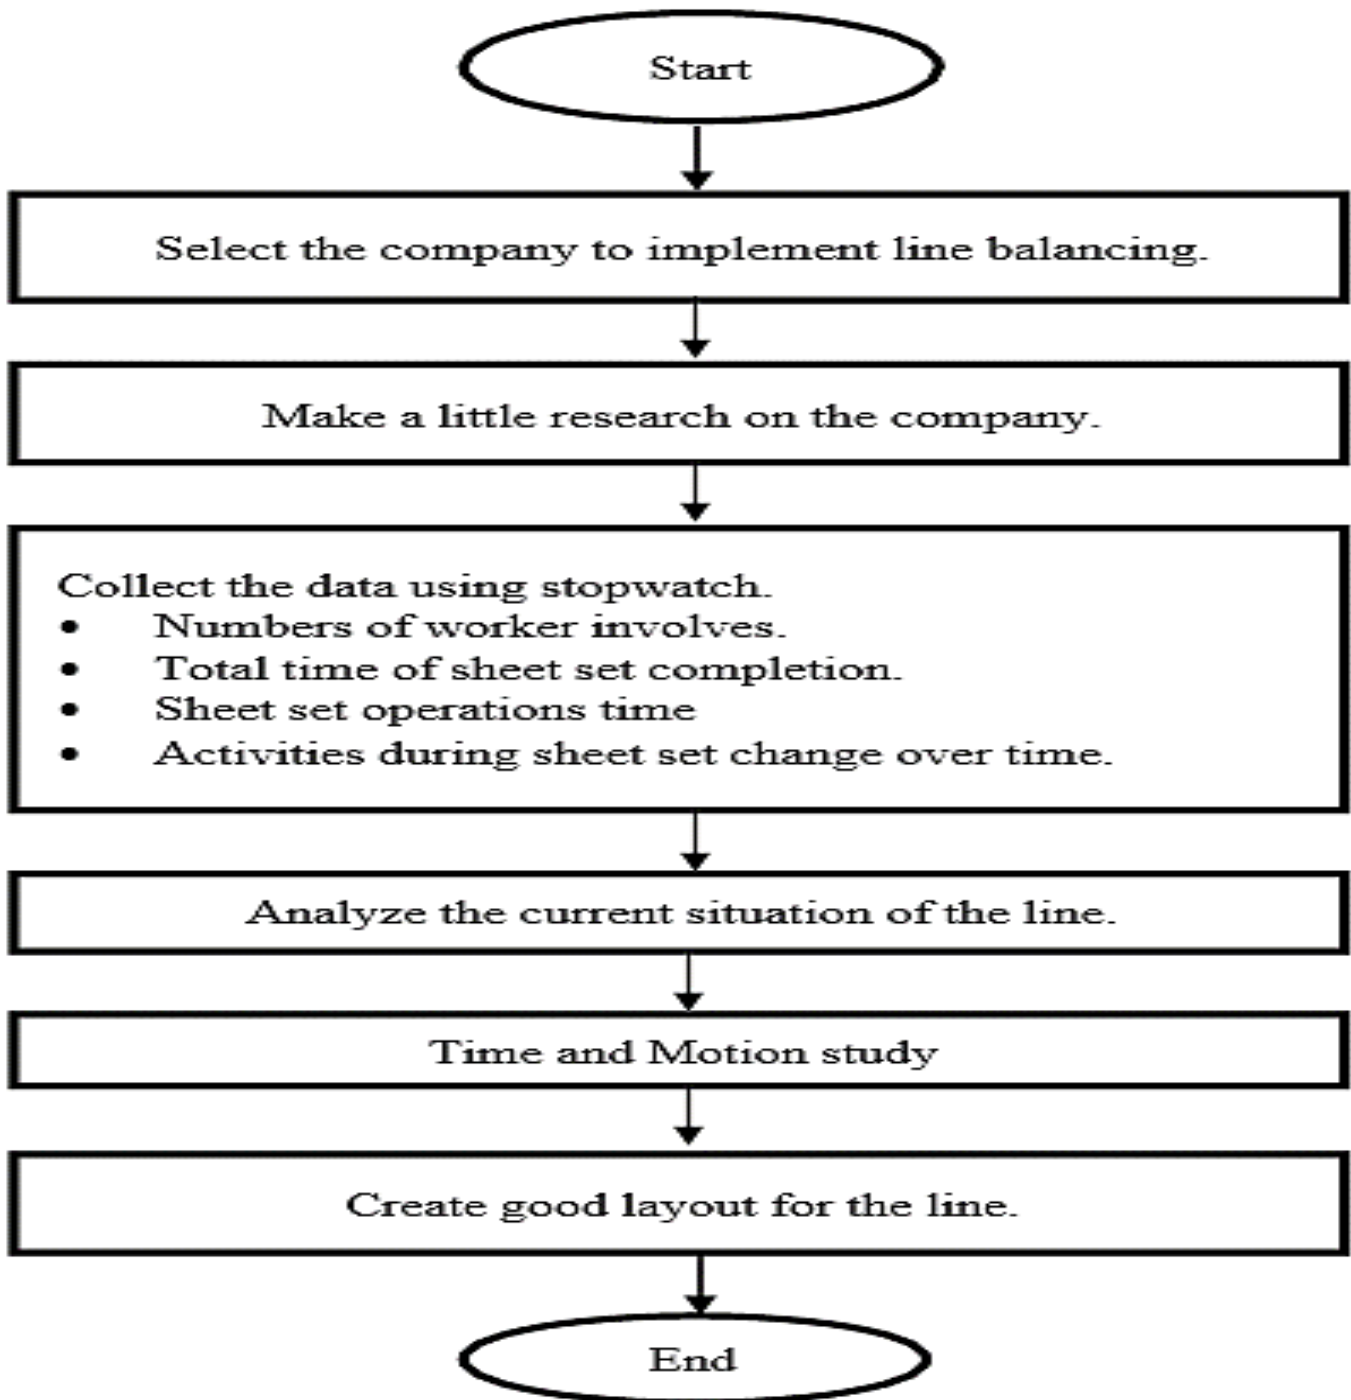 Start
Select the company to implement line balancing.
Make a little research on the company.
Collect the data using stopwatch.
• Numbers of worker involves.
• Total time of sheet set completion.
• Sheet set operations time
• Activities during sheet set change over time.
Analyze the current situation of the line.
Time and Motion study
Create good layout for the line.
End